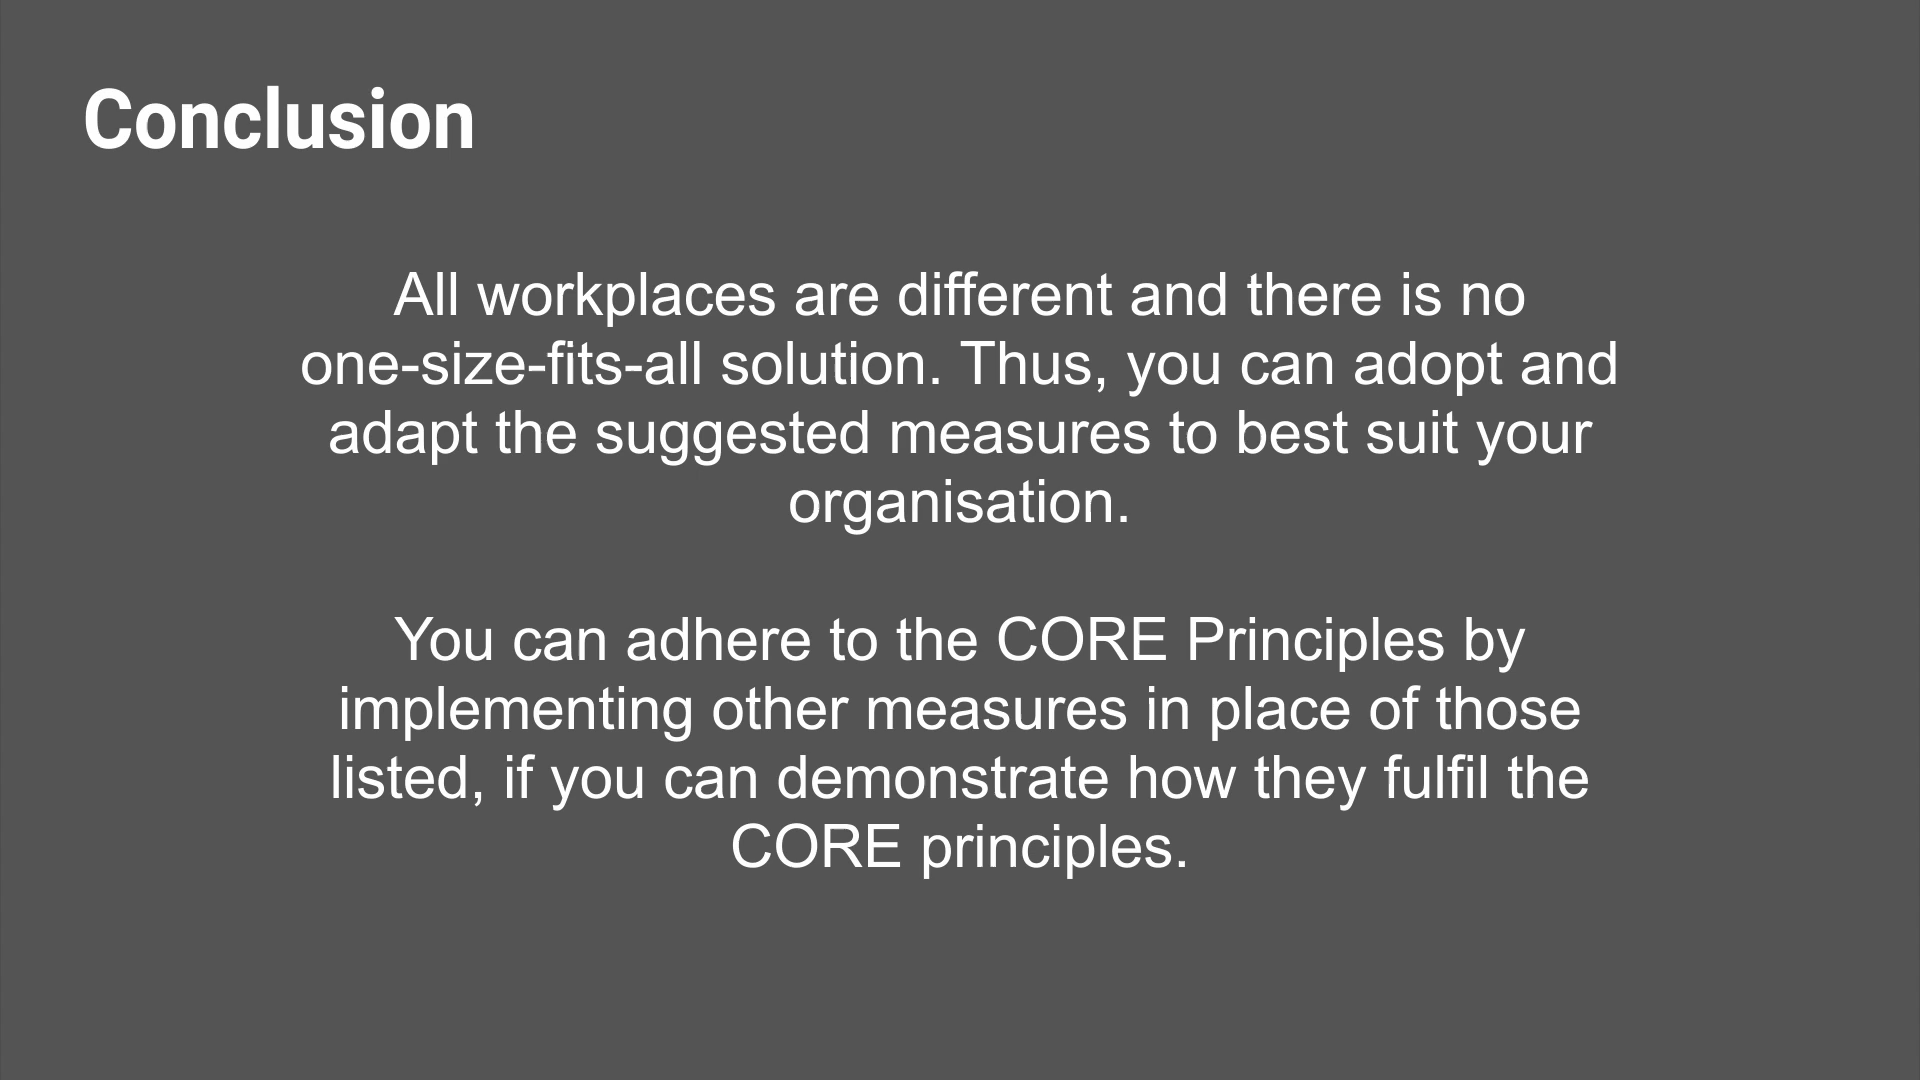 Conclusion
All workplaces are different and there is no
one-size-fits-all solution. Thus, you can adopt and
adapt the suggested measures to best suit your
organisation.
You can adhere to the CORE Principles by
implementing other measures in place of those
listed, if you can demonstrate how they fulfil the
CORE principles.